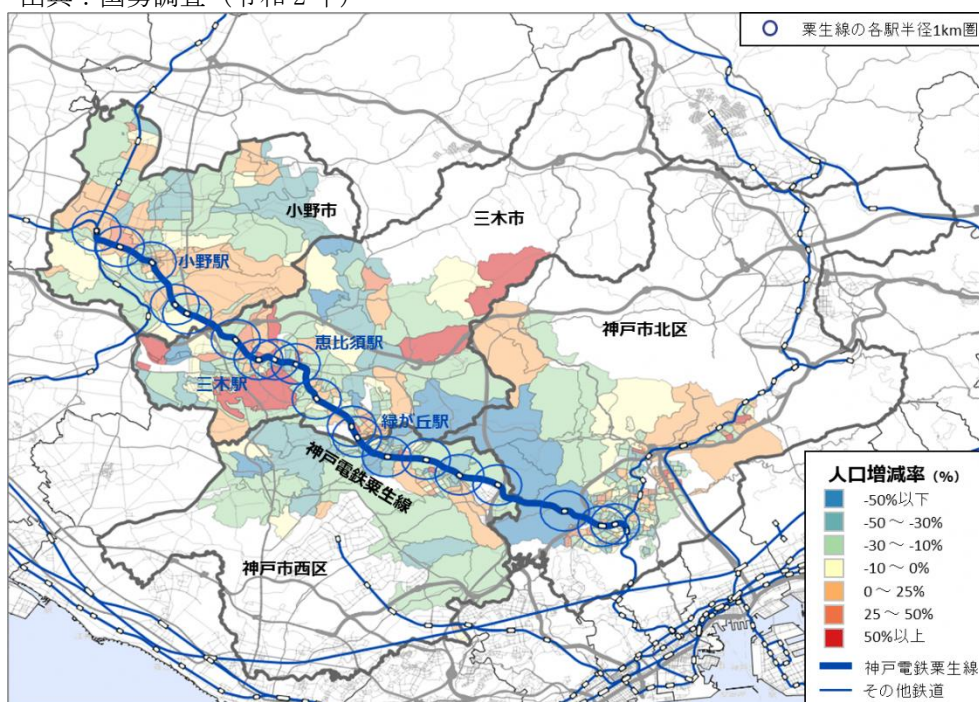 出典：国勢調査（令和2年）
粟生線の各駅半径1km圏
小野市
三木市
小野駅
神戸市北区
恵比須駅
三木駅
緑が丘駅
神戸電鉄粟生線
神戸市西区
人口増減率 (%)
-50%以下
-50～-30%
-30～-10%
-10～0%
0～25%
25～50%
50%以上
神戸電鉄粟生線
その他鉄道